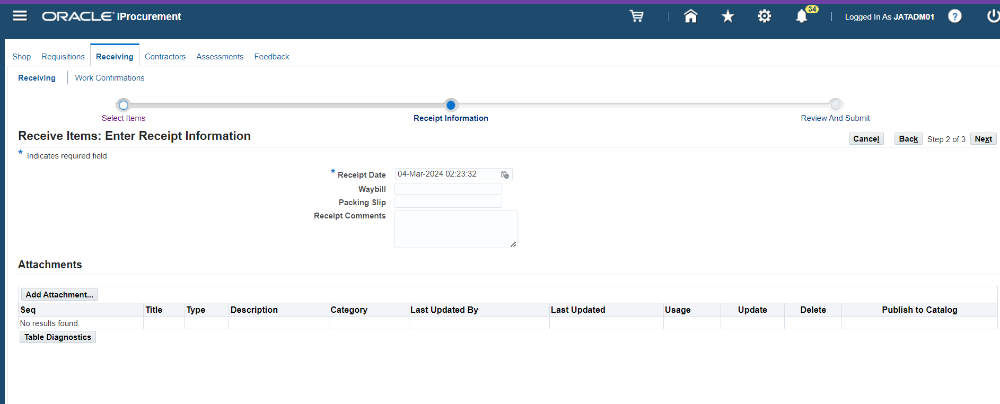 ORACLE iProcurement
34
Logged In As JATADM01
?
Shop Requisitions Receiving Contractors Assessments Feedback
Receiving Work Confirmations
Select Items Receipt Information Review And Submit
Receive Items: Enter Receipt Information
Cancel Back Step 2 of 3 Next
* Indicates required field
* Receipt Date 04-Mar-2024 02:23:32
Waybill
Packing Slip
Receipt Comments
Attachments
Add Attachment...
Seq Title Type Description Category Last Updated By Last Updated Usage Update Delete Publish to Catalog
No results found.
Table Diagnostics